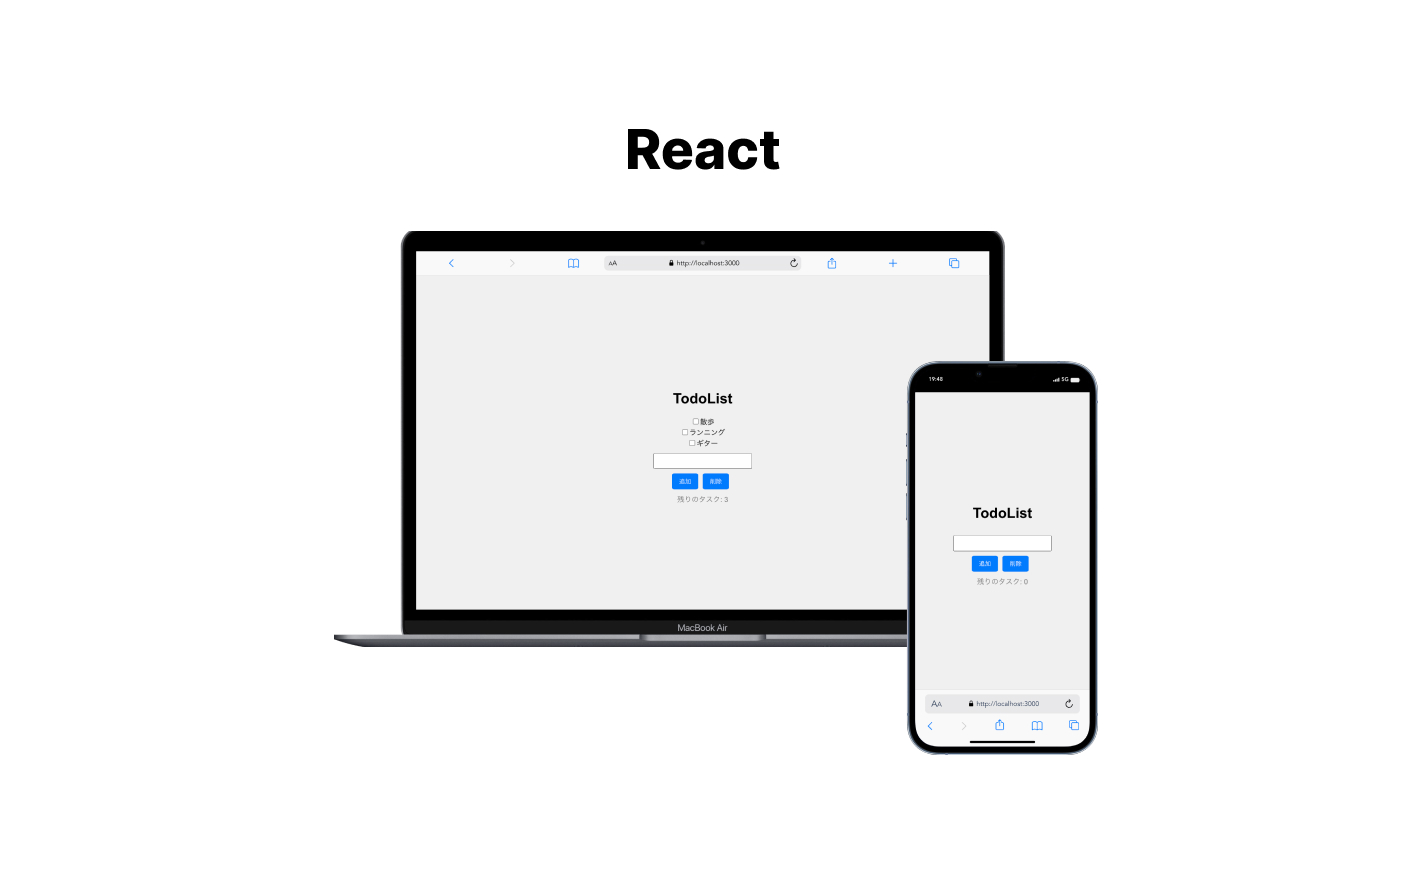 React
AA http://localhost:3000
TodoList
散歩
ランニング
ギター
追加 削除
残りのタスク: 3
MacBook Air
19:48 5G
TodoList
追加 削除
残りのタスク: 0
AA http://localhost:3000